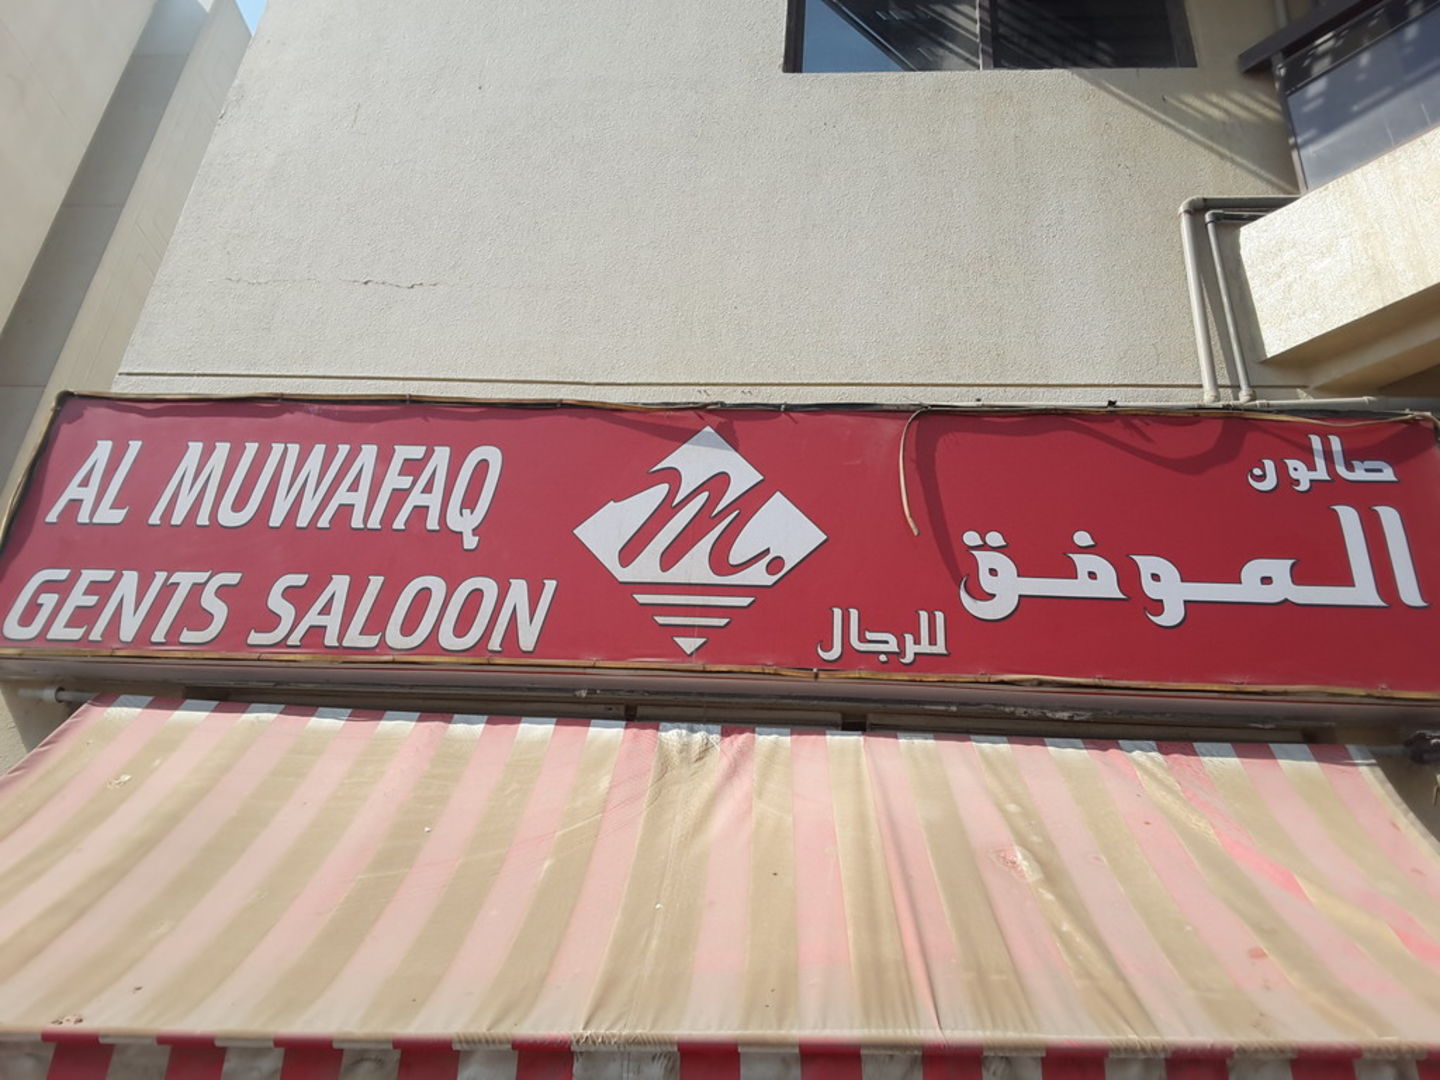 AL MUWAFAQ
GENTS SALOON
m.
صالون
الموفق
للرجال